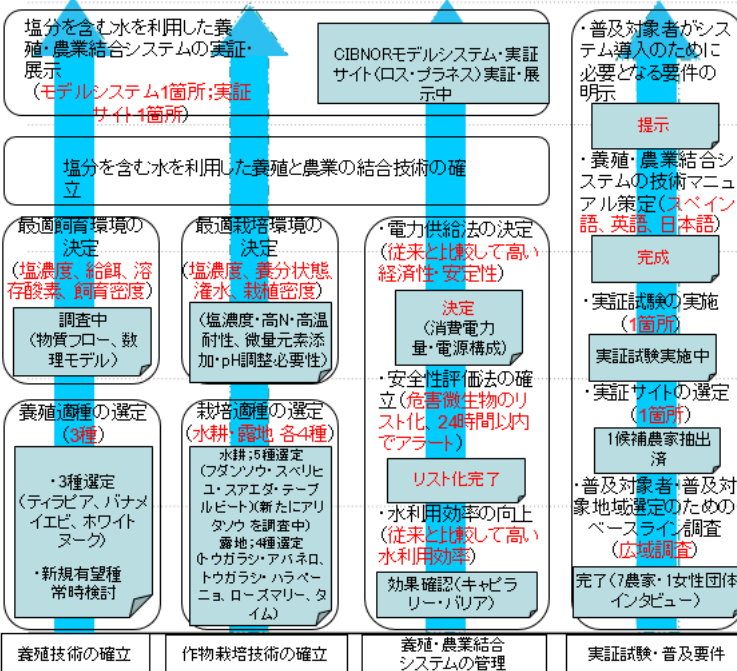 塩分を含む水を利用した養
殖・農業結合システムの実証・
展示
(モデルシステム1箇所;実証
サイト1箇所)
CIBNORモデルシステム・実証
サイト(ロス・プラネス)実証・展
示中
塩分を含む水を利用した養殖と農業の結合技術の確
立
最適飼育環境の
決定
(塩濃度、給餌、溶
存酸素、飼育密度)
調査中
(物質フロー、数
理モデル)
養殖適種の選定
(3種)
・3種選定
(ティラピア、バナメ
イエビ、ホワイト
ヌーク)
・新規有望種
常時検討
養殖技術の確立
最適栽培環境の
決定
(塩濃度、養分状態、
灌水、栽植密度)
(塩濃度・高N・高温
耐性、微量元素添
加・pH調整必要性)
栽培適種の選定
(水耕・露地 各4種)
水耕;5種選定
(フダンソウ・スベリヒ
ユ・スアエダ・テーブ
ルビート)(新たにアリ
タソウを調査中)
露地;4種選定
(トウガラシ・アバネロ、
トウガラシ・ハラペー
ニョ、ローズマリー、タ
イム)
作物栽培技術の確立
・電力供給法の決定
(従来と比較して高い
経済性・安定性)
決定
(消費電力
量・電源構成)
・安全性評価法の確
立(危害微生物のリ
スト化、24時間以内
でアラート)
リスト化完了
・水利用効率の向上
(従来と比較して高い
水利用効率)
効果確認(キャピラ
リー・バリア)
養殖・農業結合
システムの管理
・普及対象者がシス
テム導入のために
必要となる要件の
明示
提示
・養殖・農業結合シ
ステムの技術マニュ
アル策定(スペイン
語、英語、日本語)
完成
・実証試験の実施
(1箇所)
実証試験実施中
・実証サイトの選定
(1箇所)
1候補農家抽出
済
・普及対象者・普及対
象地域選定のための
ベースライン調査
(広域調査)
完了(7農家・1女性団体
インタビュー)
実証試験・普及要件